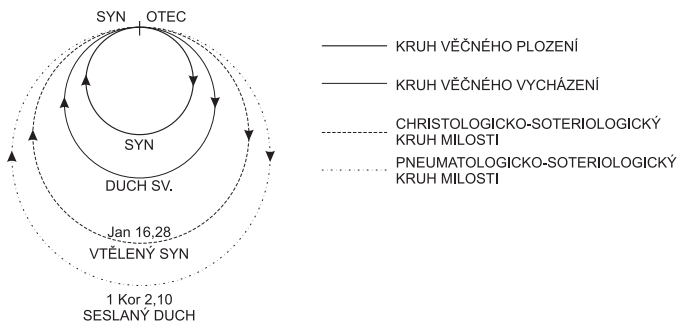 SYN OTEC
SYN
DUCH SV.
Jan 16,28
VTĚLENÝ SYN
1 Kor 2,10
SESLANÝ DUCH
KRUH VĚČNÉHO PLOZENÍ
KRUH VĚČNÉHO VYCHÁZENÍ
CHRISTOLOGICKO-SOTERIOLOGICKÝ
KRUH MILOSTI
PNEUMATOLOGICKO-SOTERIOLOGICKÝ
KRUH MILOSTI